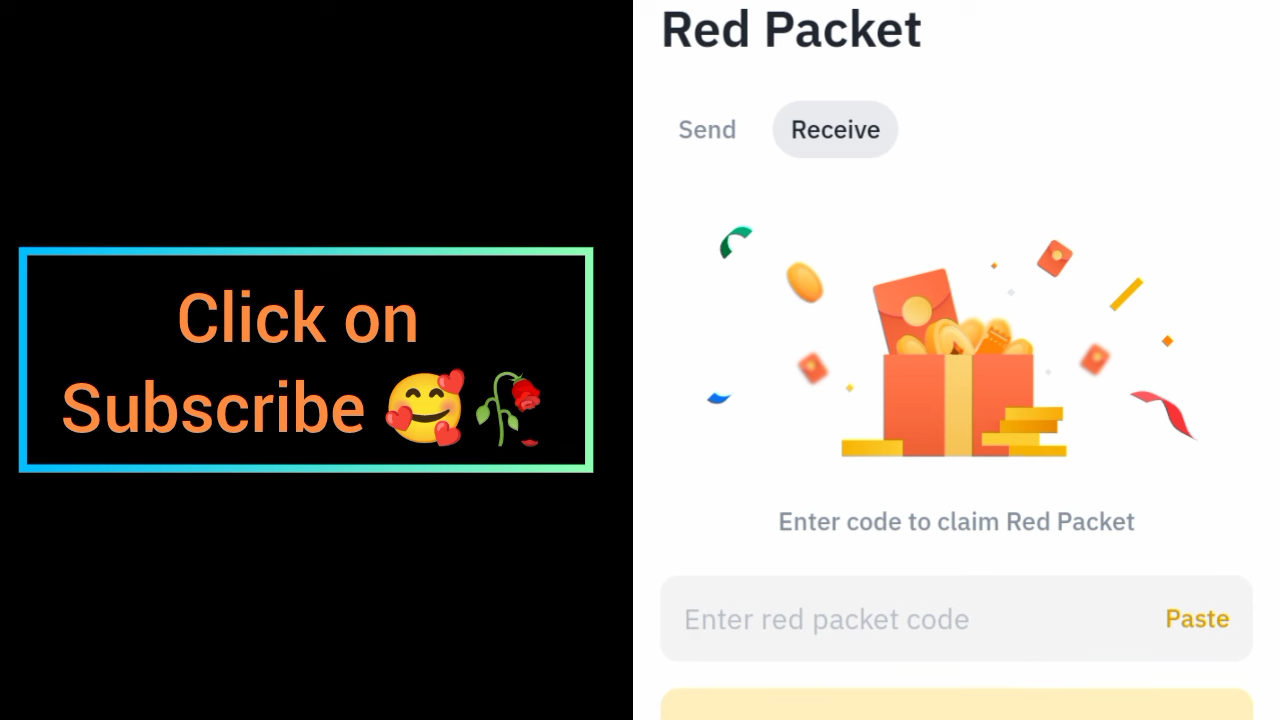 Click on
Subscribe 🥰🥀
Red Packet
Send
Receive
Enter code to claim Red Packet
Enter red packet code
Paste